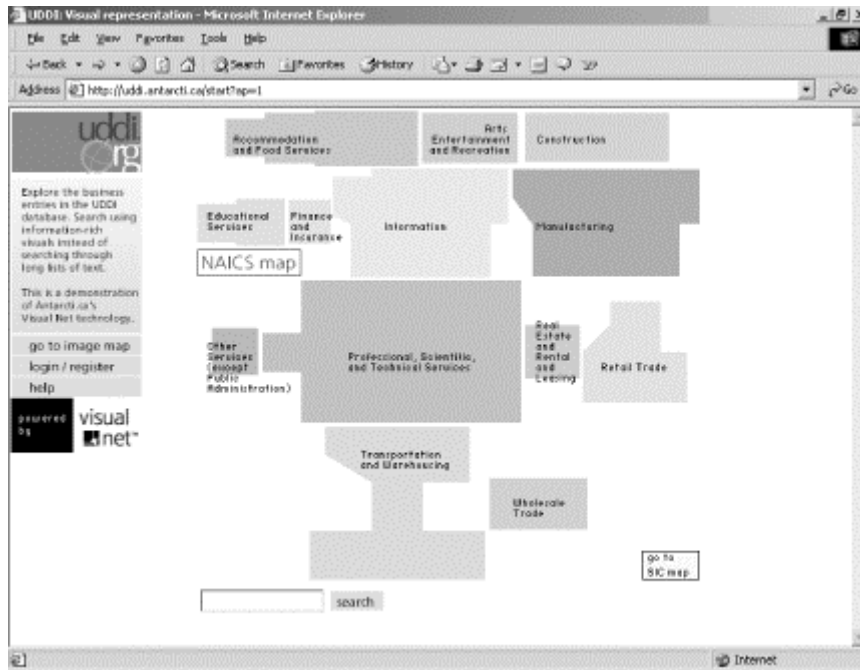 UDDI: Visual representation - Microsoft Internet Explorer
File Edit View Favorites Tools Help
Back Search Favorites History
Address http://uddi.antarcti.ca/start?ap=1 Go
uddi
Org
Explore the business
entries in the UDDI
database. Search using
information-rich
visuals instead of
searching through
long lists of text.
This is a demonstration
of Antarcti.ca's
Visual Net technology.
go to image map
login / register
help
powered
by
visual
net™
Accommodation
and Food Services
Arts
Entertainment
and Recreation
Construction
Educational
Services
Finance
and
Insurance
Information
Manufacturing
NAICS map
Other
Services
(except
Public
Administration)
Professional, Scientific,
and Technical Services
Real
Estate
and
Rental
and
Leasing
Retail Trade
Transportation
and Warehousing
Wholesale
Trade
go to
SIC map
search
Internet